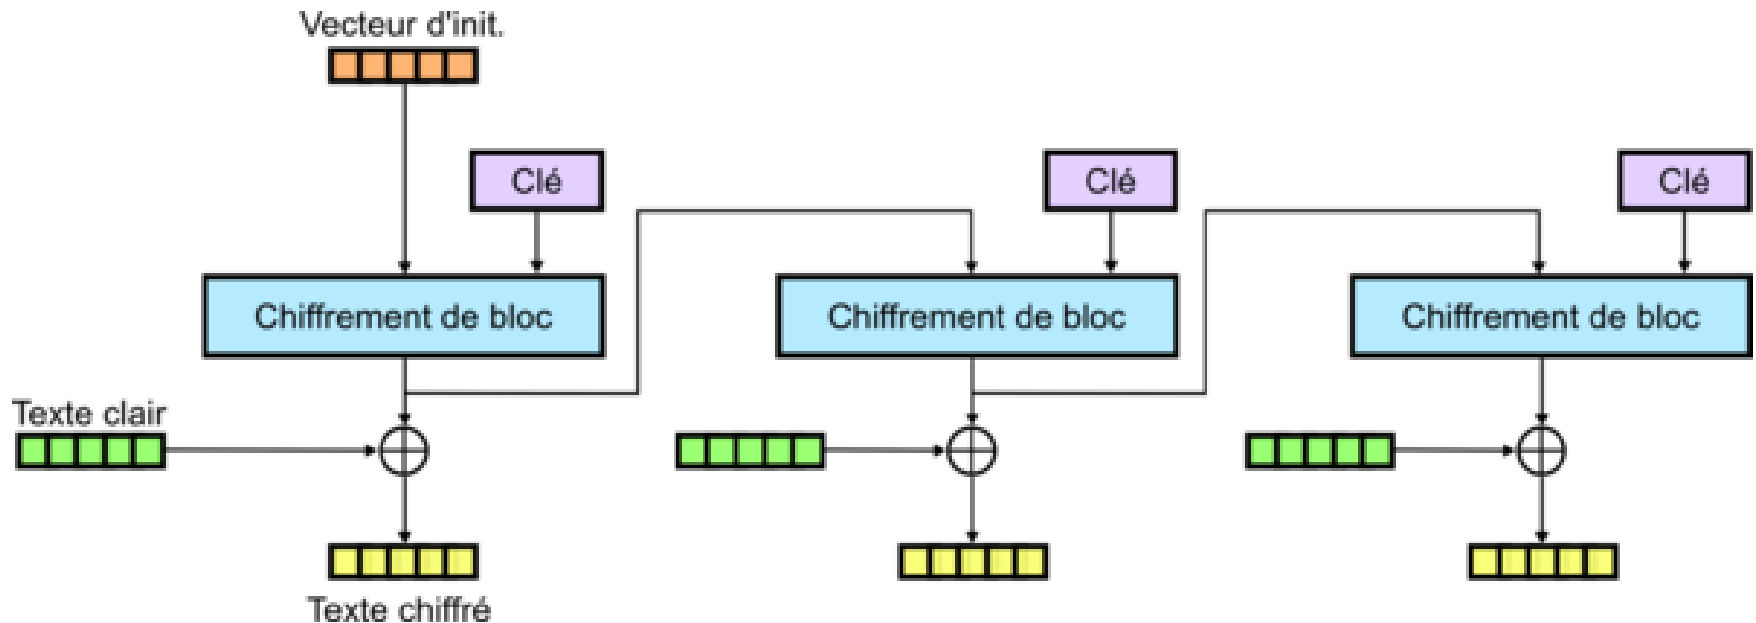 Vecteur d'init.
Clé
Clé
Clé
Chiffrement de bloc
Chiffrement de bloc
Chiffrement de bloc
Texte clair
Texte chiffré